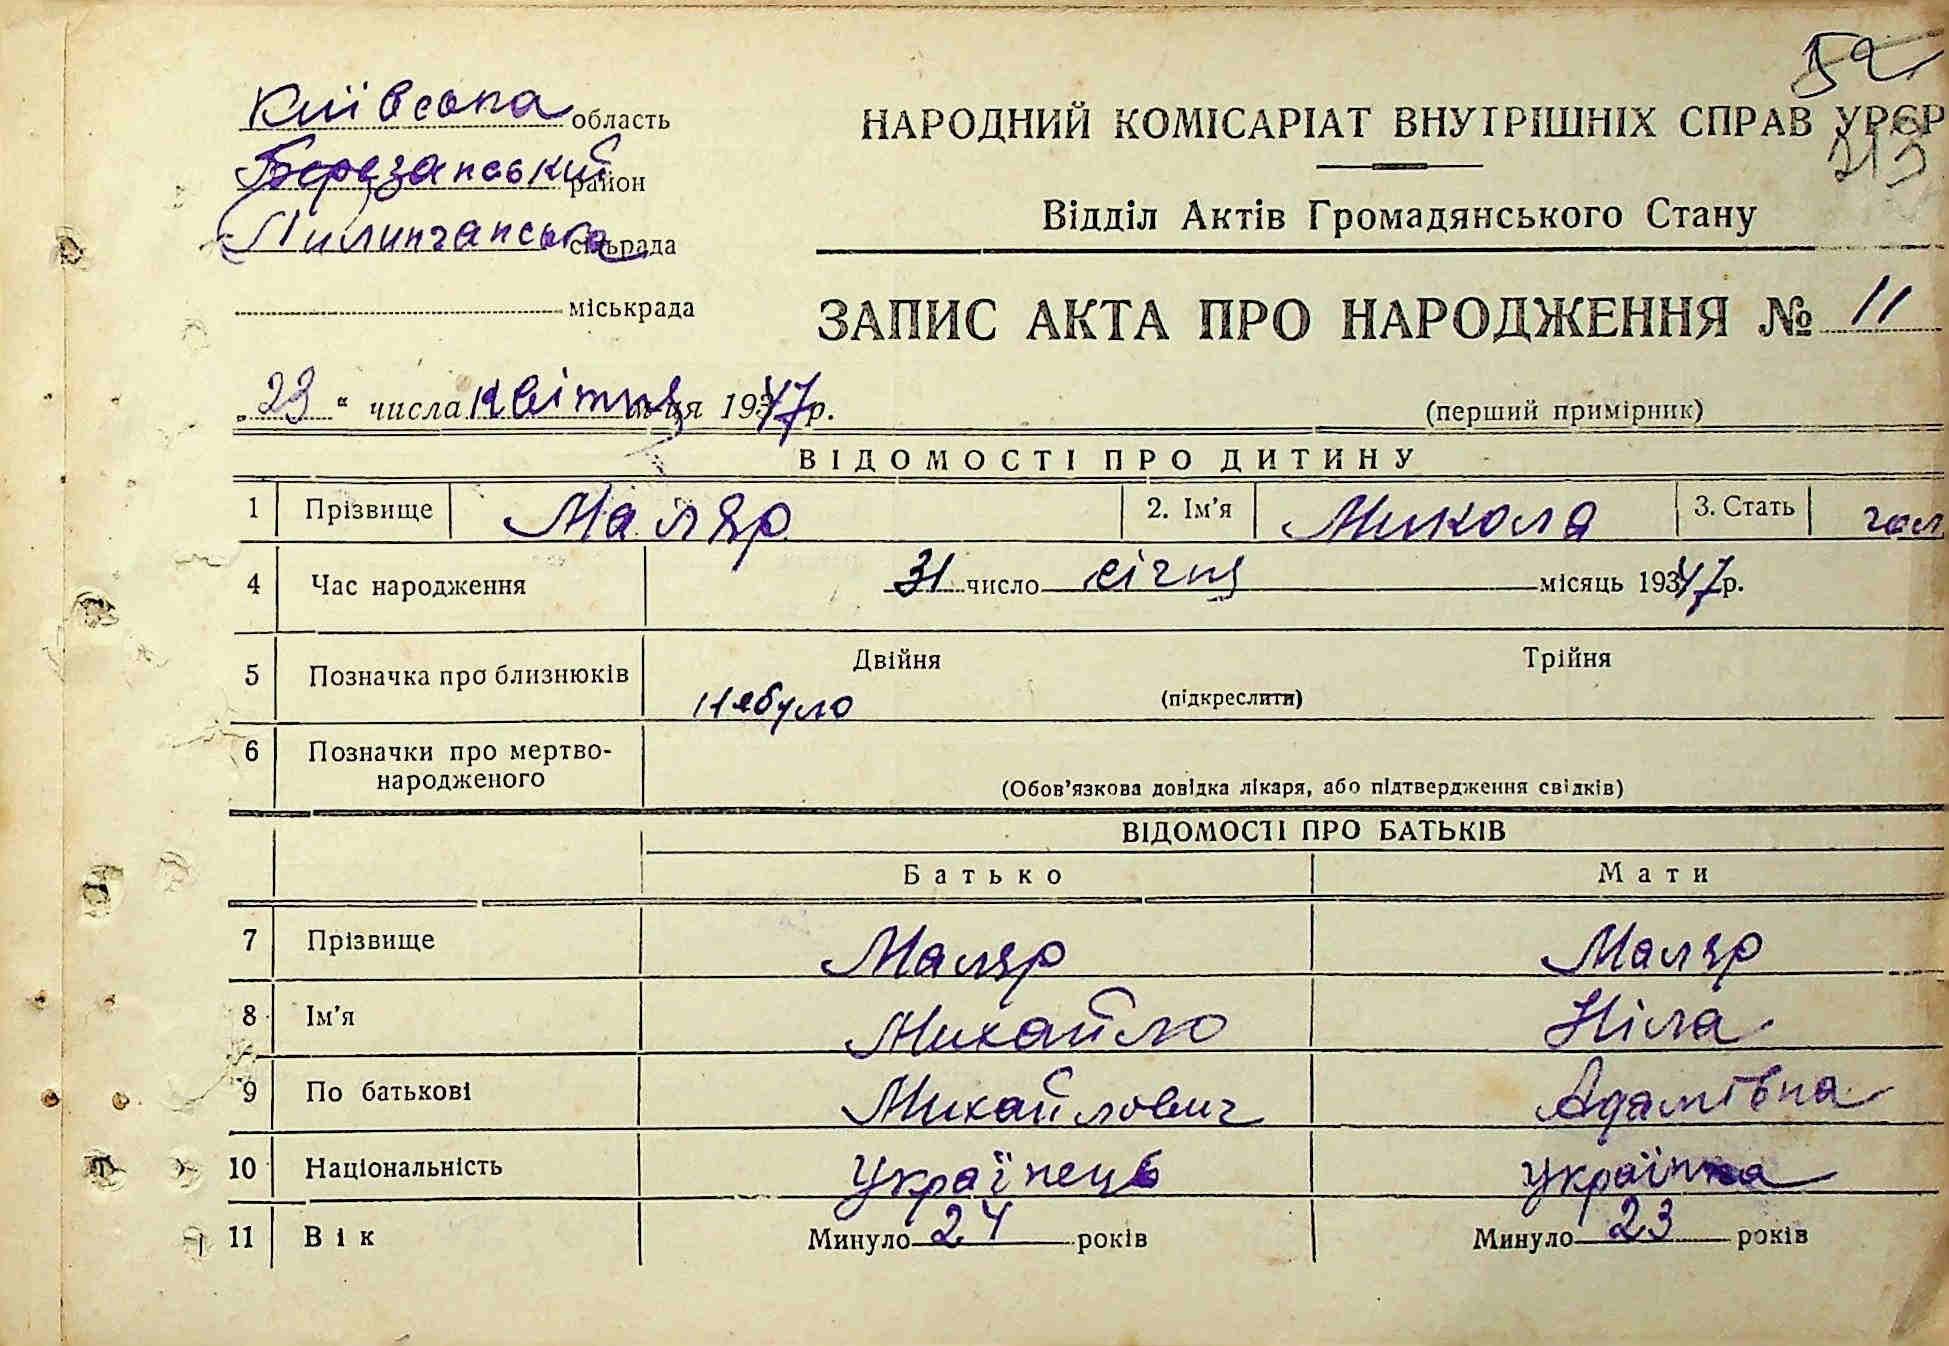 52
Київська область
НАРОДНИЙ КОМІСАРІАТ ВНУТРІШНІХ СПРАВ УРСР
Березанський район
213
Відділ Актів Громадянського Стану
Пилипчанська сільрада
міськрада
ЗАПИС АКТА ПРО НАРОДЖЕННЯ № 11
„23“ числа квітня м-ця 1947 р.
(перший примірник)
ВІДОМОСТІ ПРО ДИТИНУ
1 Прізвище Маляр 2. Ім'я Микола 3. Стать чол
4 Час народження 31 число січня місяць 1947 р.
5 Позначка про близнюків Двійня Трійня
небуло (підкреслити)
6 Позначки про мертво-
народженого
(Обов'язкова довідка лікаря, або підтвердження свідків)
ВІДОМОСТІ ПРО БАТЬКІВ
Батько Мати
7 Прізвище Маляр Маляр
8 Ім'я Михайло Ніла
9 По батькові Михайлович Адамівна
10 Національність Українець Українка
11 Вік Минуло 24 років Минуло 23 років